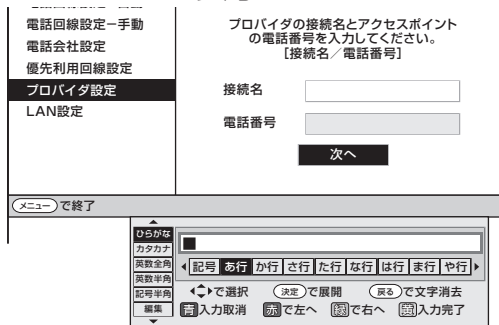 電話回線設定－手動
電話会社設定
優先利用回線設定
プロバイダ設定
LAN設定
プロバイダの接続名とアクセスポイント
の電話番号を入力してください。
［接続名／電話番号］
接続名
電話番号
次へ
メニューで終了
ひらがな
カタカナ
英数全角
英数半角
記号半角
編集
記号 あ行 か行 さ行 た行 な行 は行 ま行 や行
で選択 決定で展開 戻るで文字消去
青入力取消 赤で左へ 緑で右へ 黄入力完了